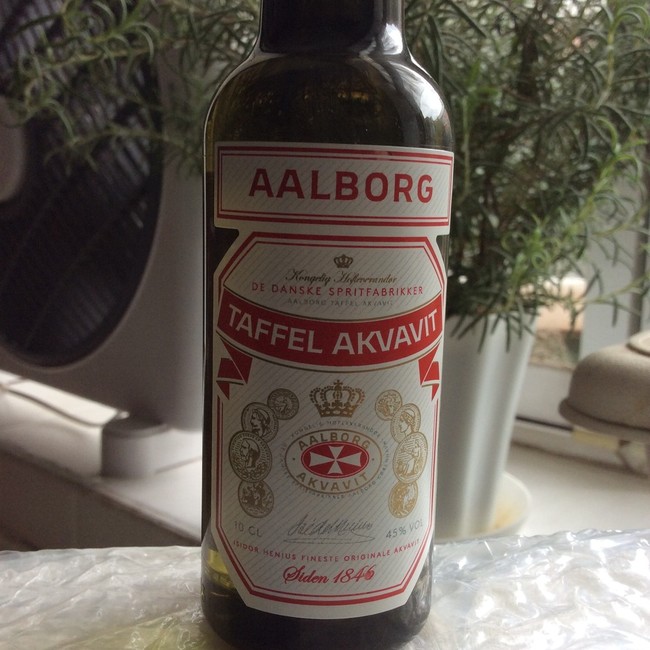 AALBORG
Kongelig Hofleverandør
DE DANSKE SPRITFABRIKKER
AALBORG TAFFEL AKVAVIT
TAFFEL AKVAVIT
AALBORG
AKVAVIT
10 CL
45% VOL
ISIDOR HENIUS FINESTE ORIGINALE AKVAVIT
Siden 1846